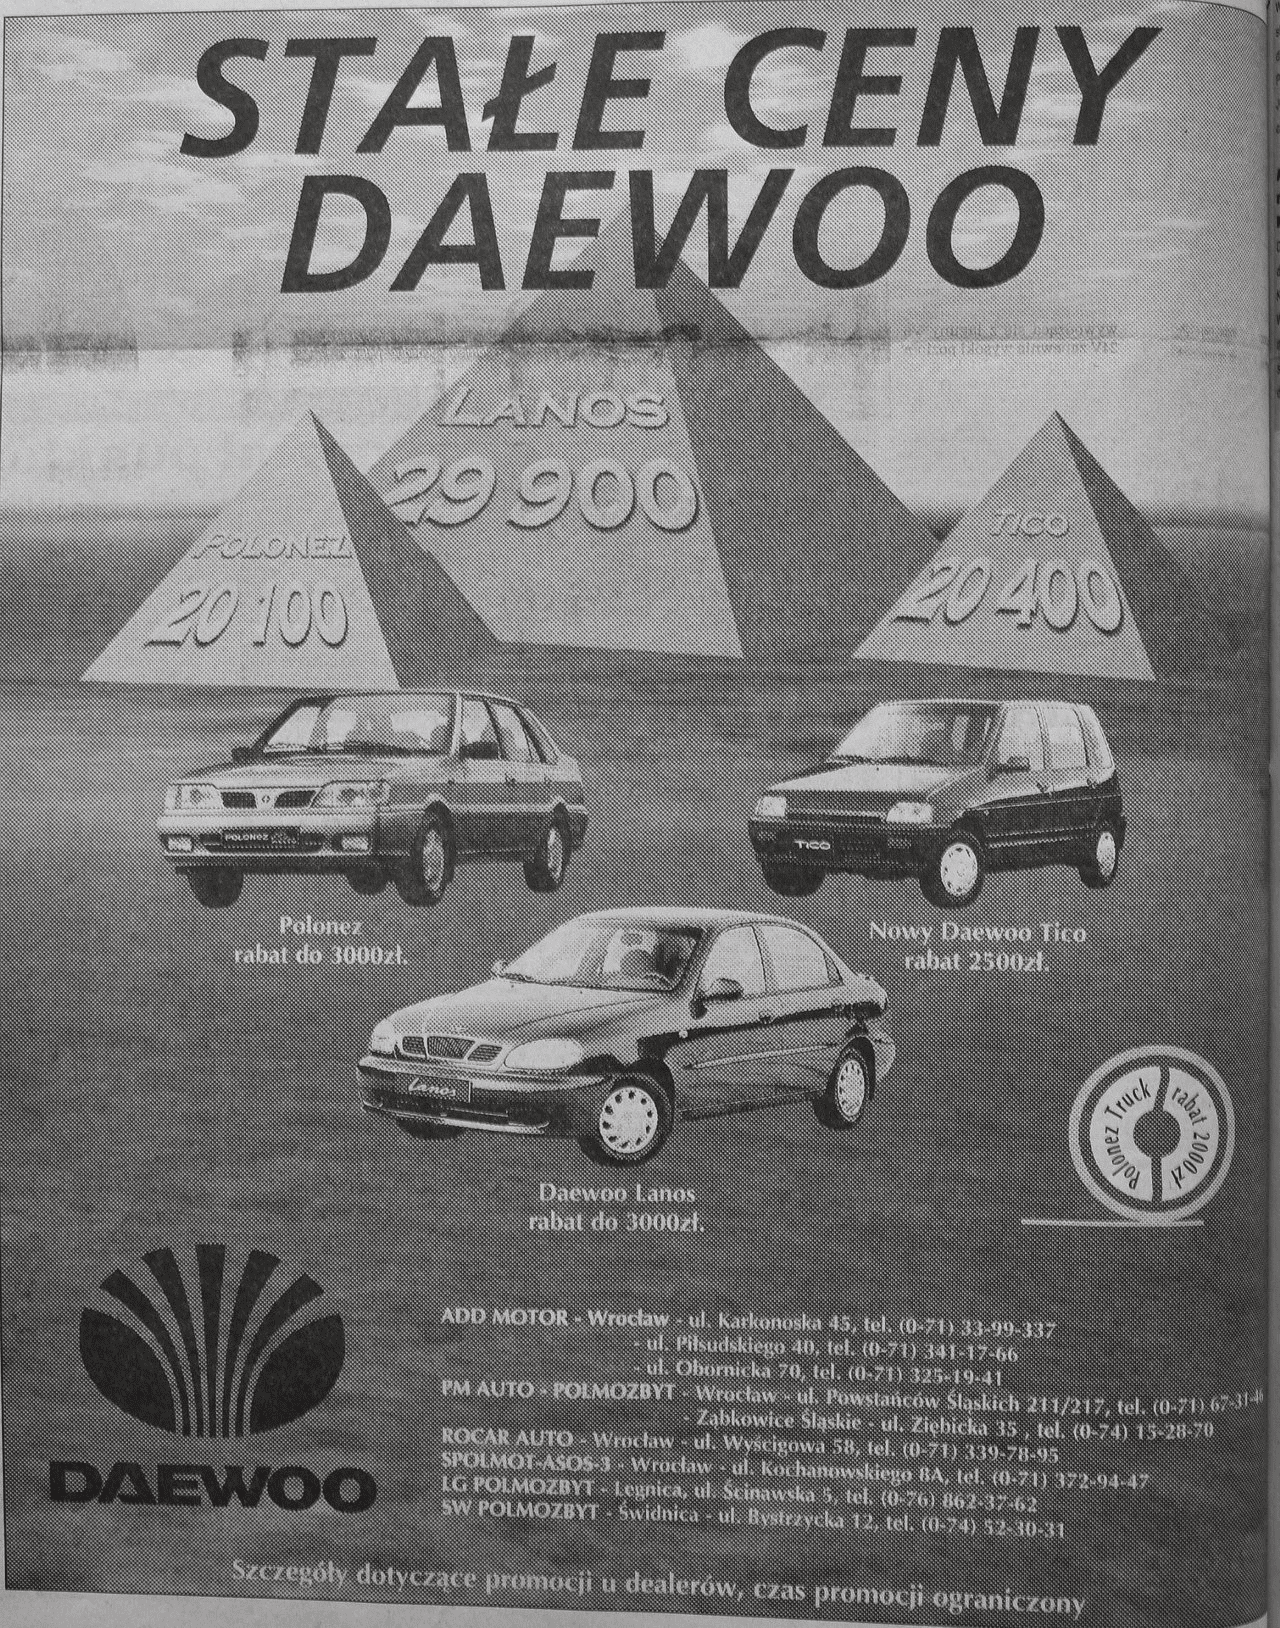 STAŁE CENY
DAEWOO
LANOS
29 900
POLONEZ
20 100
TICO
20 400
POLONEZ
TICO
Polonez
rabat do 3000zł.
Nowy Daewoo Tico
rabat 2500zł.
Lanos
Daewoo Lanos
rabat do 3000zł.
Polonez Truck
rabat 2000zł
DAEWOO
ADD MOTOR - Wrocław - ul. Karkonoska 45, tel. (0-71) 33-99-337
- ul. Piłsudskiego 40, tel. (0-71) 341-17-66
- ul. Obornicka 70, tel. (0-71) 325-19-41
PM AUTO - POLMOZBYT - Wrocław - ul. Powstańców Śląskich 211/217, tel. (0-71) 67-31-46
- Ząbkowice Śląskie - ul. Ziębicka 35 , tel. (0-74) 15-28-70
ROCAR AUTO - Wrocław - ul. Wyścigowa 58, tel. (0-71) 339-78-95
SPOLMOT-ASOS-3 - Wrocław - ul. Kochanowskiego 8A, tel. (0-71) 372-94-47
LG POLMOZBYT - Legnica, ul. Ścinawska 5, tel. (0-76) 862-37-62
SW POLMOZBYT - Świdnica - ul. Bystrzycka 12, tel. (0-74) 52-30-31
Szczegóły dotyczące promocji u dealerów, czas promocji ograniczony